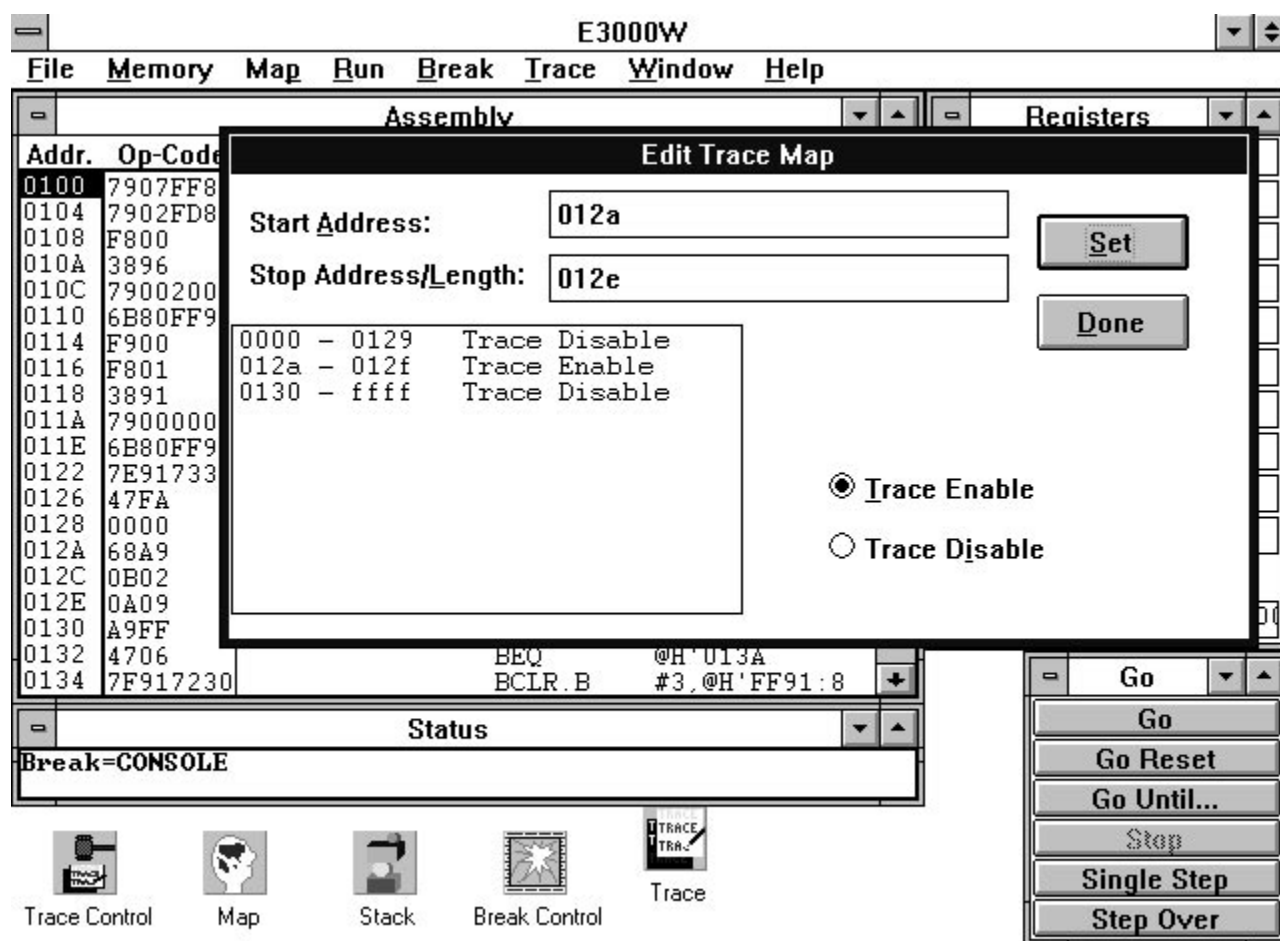 E3000W
File Memory Map Run Break Trace Window Help
Assembly
Registers
Addr. Op-Code
Edit Trace Map
0100 7907FF8
0104 7902FD8
0108 F800
010A 3896
010C 7900200
0110 6B80FF9
0114 F900
0116 F801
0118 3891
011A 7900000
011E 6B80FF9
0122 7E91733
0126 47FA
0128 0000
012A 68A9
012C 0B02
012E 0A09
0130 A9FF
0132 4706 BEQ @H'013A
0134 7F917230 BCLR.B #3,@H'FF91:8
Start Address: 012a
Stop Address/Length: 012e
Set
Done
0000 - 0129 Trace Disable
012a - 012f Trace Enable
0130 - ffff Trace Disable
Trace Enable
Trace Disable
Status
Break=CONSOLE
Go
Go
Go Reset
Go Until...
Stop
Single Step
Step Over
Trace Control
Map
Stack
Break Control
Trace